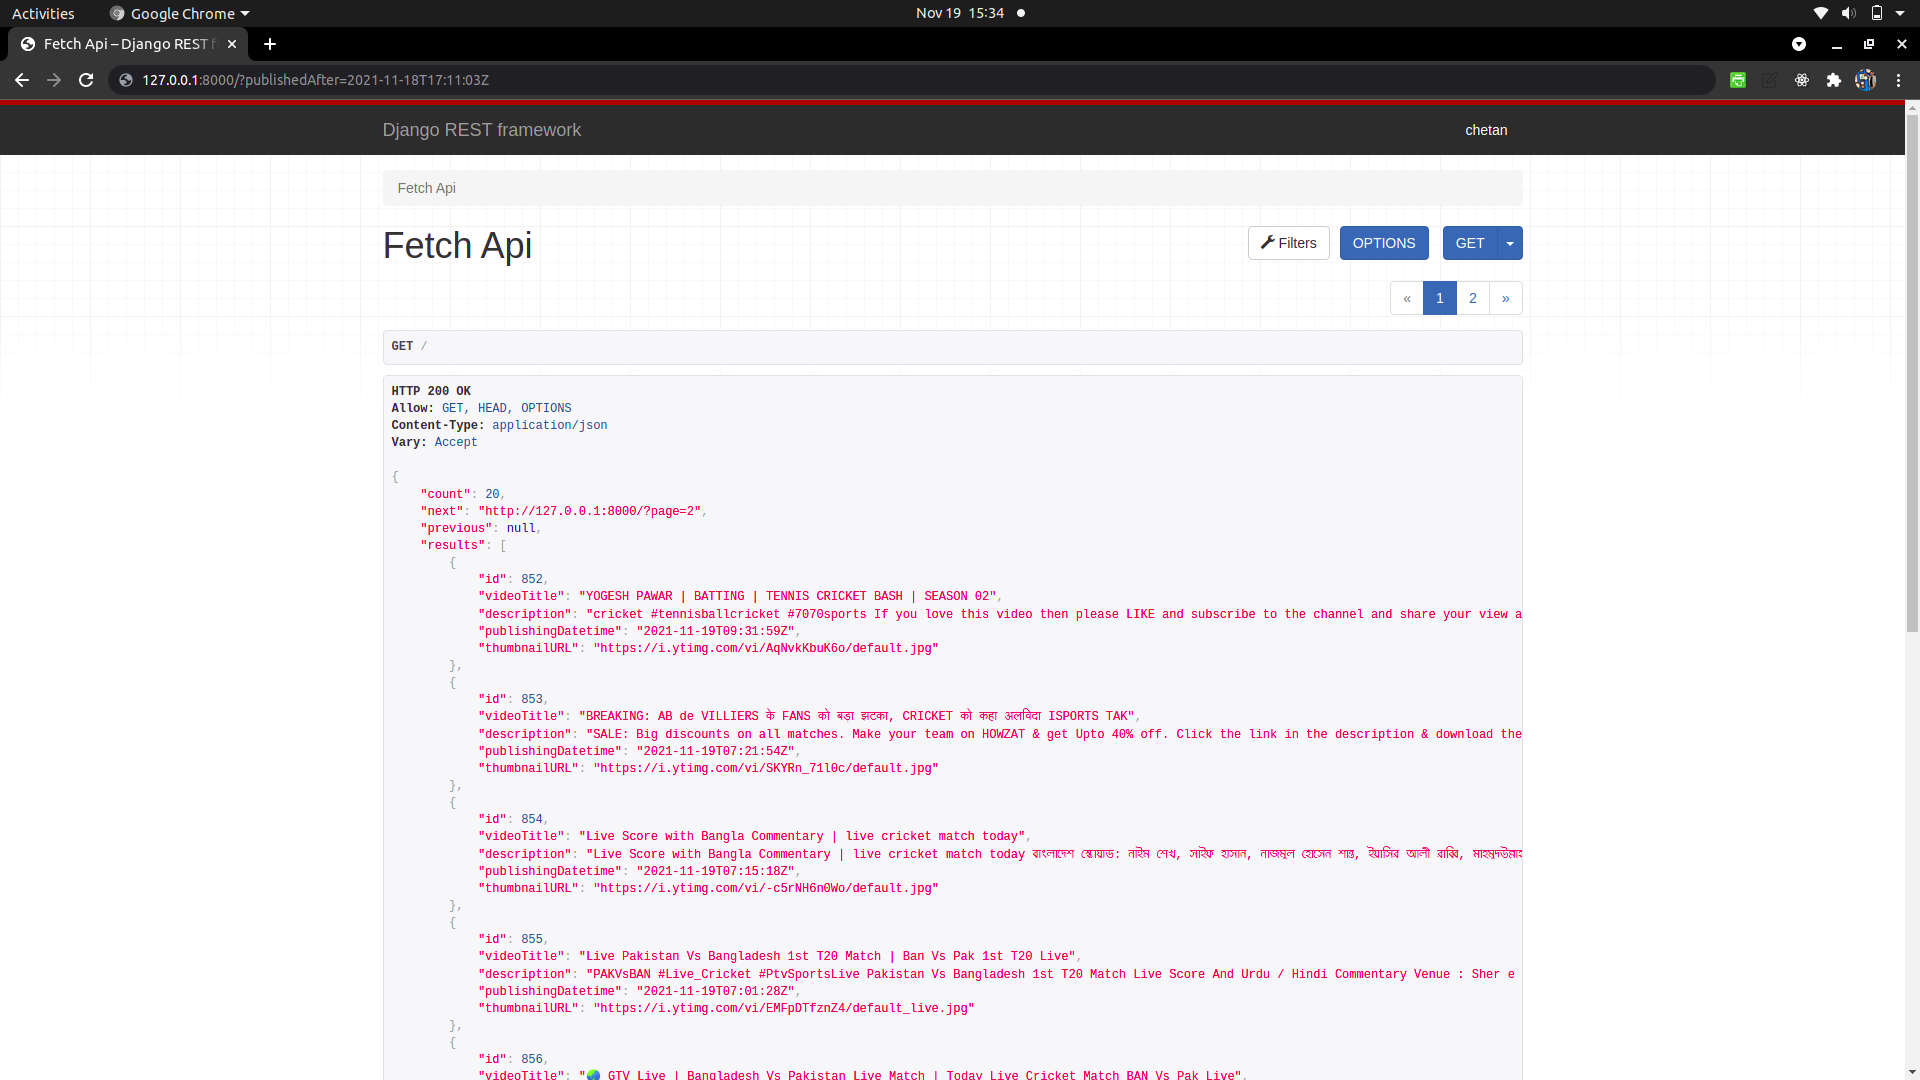 Activities
Google Chrome
Nov 19 15:34
Fetch Api – Django REST f
127.0.0.1:8000/?publishedAfter=2021-11-18T17:11:03Z
Django REST framework
chetan
Fetch Api
Fetch Api
Filters
OPTIONS
GET
«
1
2
»
GET /
HTTP 200 OK
Allow: GET, HEAD, OPTIONS
Content-Type: application/json
Vary: Accept
{
"count": 20,
"next": "http://127.0.0.1:8000/?page=2",
"previous": null,
"results": [
{
"id": 852,
"videoTitle": "YOGESH PAWAR | BATTING | TENNIS CRICKET BASH | SEASON 02",
"description": "cricket #tennisballcricket #7070sports If you love this video then please LIKE and subscribe to the channel and share your view a
"publishingDatetime": "2021-11-19T09:31:59Z",
"thumbnailURL": "https://i.ytimg.com/vi/AqNvkKbuK6o/default.jpg"
},
{
"id": 853,
"videoTitle": "BREAKING: AB de VILLIERS के FANS को बड़ा झटका, CRICKET को कहा अलविदा ISPORTS TAK",
"description": "SALE: Big discounts on all matches. Make your team on HOWZAT & get Upto 40% off. Click the link in the description & download the
"publishingDatetime": "2021-11-19T07:21:54Z",
"thumbnailURL": "https://i.ytimg.com/vi/SKYRn_71l0c/default.jpg"
},
{
"id": 854,
"videoTitle": "Live Score with Bangla Commentary | live cricket match today",
"description": "Live Score with Bangla Commentary | live cricket match today বাংলাদেশ স্কোয়াড: নাইম শেখ, সাইফ হাসান, নাজমুল হোসেন শান্ত, ইয়াসির আলী রাব্বি,
"publishingDatetime": "2021-11-19T07:15:18Z",
"thumbnailURL": "https://i.ytimg.com/vi/-c5rNH6n0Wo/default.jpg"
},
{
"id": 855,
"videoTitle": "Live Pakistan Vs Bangladesh 1st T20 Match | Ban Vs Pak 1st T20 Live",
"description": "PAKVsBAN #Live_Cricket #PtvSportsLive Pakistan Vs Bangladesh 1st T20 Match Live Score And Urdu / Hindi Commentary Venue : Sher e
"publishingDatetime": "2021-11-19T07:01:28Z",
"thumbnailURL": "https://i.ytimg.com/vi/EMFpDTfznZ4/default_live.jpg"
},
{
"id": 856,
"videoTitle": "🌏 GTV Live | Bangladesh Vs Pakistan Live Match | Today Live Cricket Match BAN Vs Pak Live",